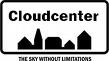 Cloudcenter
THE SKY WITHOUT LIMITATIONS